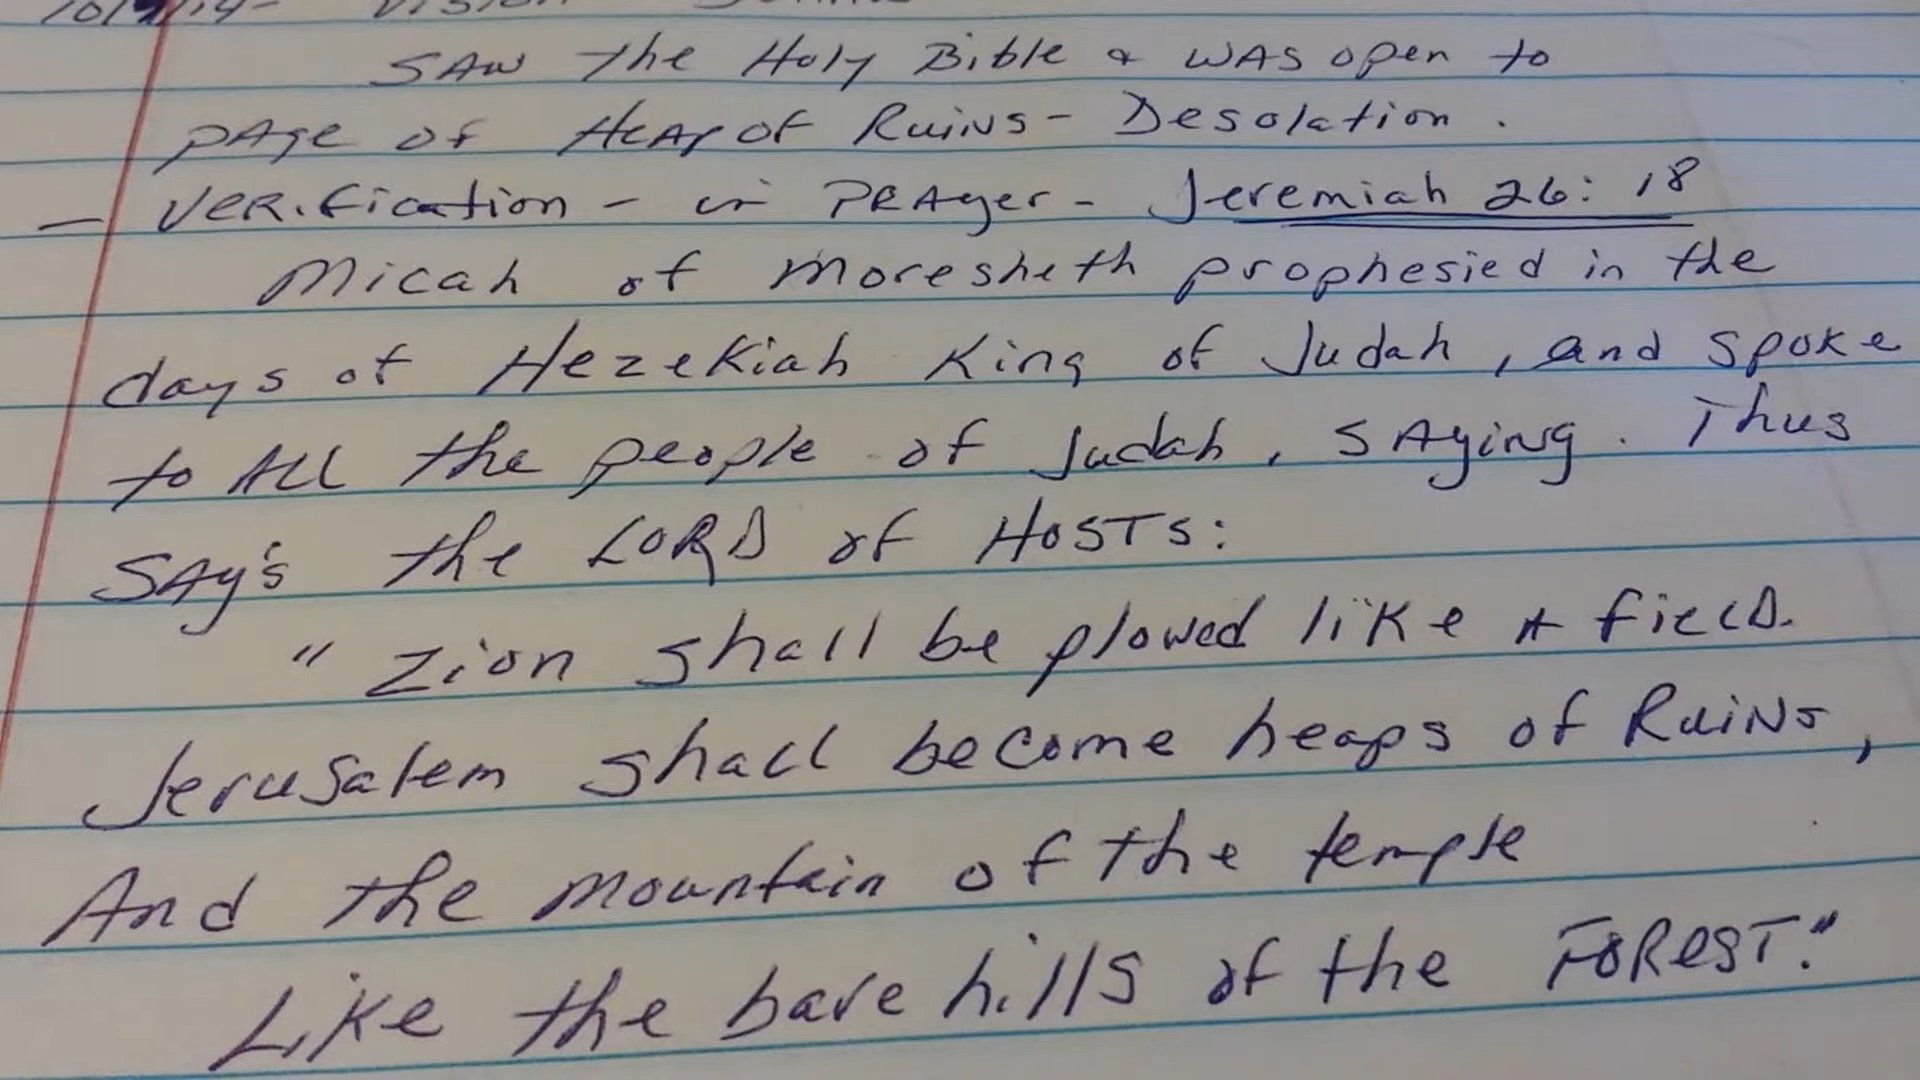 Vision
SAW the Holy Bible & WAS open to
PAge of HEAP of Ruins - Desolation .
— VERification - in PRAyer - Jeremiah 26: 18
Micah of Moresheth prophesied in the
days of Hezekiah King of Judah, and spoke
to ALL the people of Judah, SAyiNg. Thus
SAy's the LORD of HOSTS:
" Zion shall be plowed like A fieLD.
Jerusalem shall become heaps of RuiNs,
And the mountain of the temple
Like the bare hills of the FOREST."